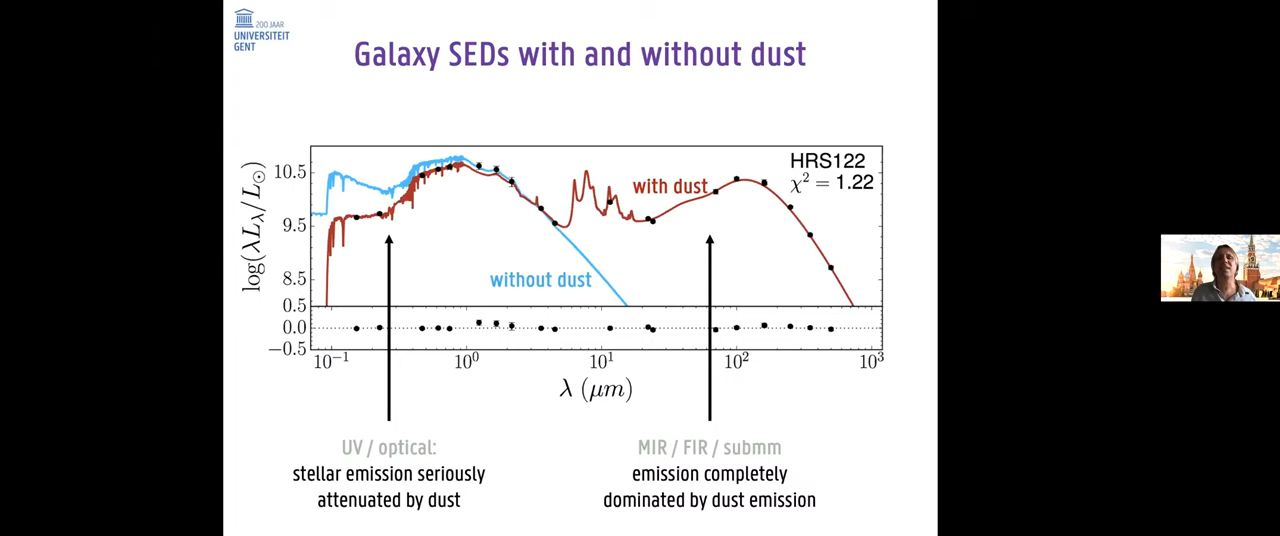 200 JAAR
UNIVERSITEIT
GENT
Galaxy SEDs with and without dust
log(λL_λ/L_⊙)
10.5
9.5
8.5
0.5
0.0
−0.5
HRS122
χ² = 1.22
with dust
without dust
10⁻¹ 10⁰ 10¹ 10² 10³
λ (μm)
UV / optical:
stellar emission seriously
attenuated by dust
MIR / FIR / submm
emission completely
dominated by dust emission